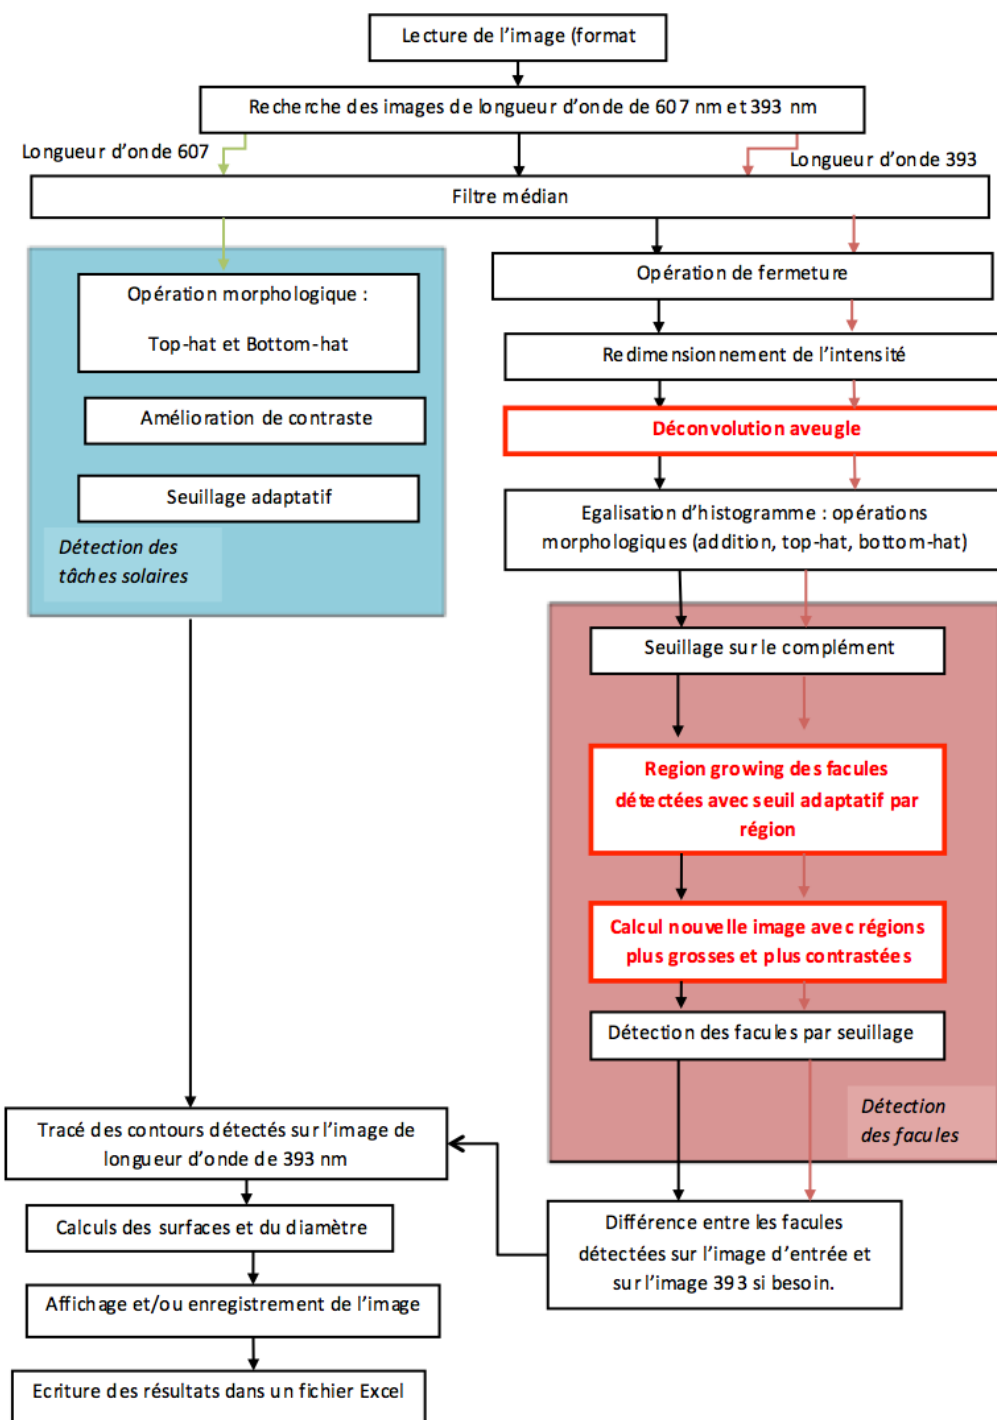 Lecture de l'image (format
Recherche des images de longueur d'onde de 607 nm et 393 nm
Longueur d'onde 607
Longueur d'onde 393
Filtre médian
Opération morphologique :
Top-hat et Bottom-hat
Amélioration de contraste
Seuillage adaptatif
Détection des
tâches solaires
Opération de fermeture
Redimensionnement de l'intensité
Déconvolution aveugle
Egalisation d'histogramme : opérations
morphologiques (addition, top-hat, bottom-hat)
Seuillage sur le complément
Region growing des facules
détectées avec seuil adaptatif par
région
Calcul nouvelle image avec régions
plus grosses et plus contrastées
Détection des facules par seuillage
Détection
des facules
Différence entre les facules
détectées sur l'image d'entrée et
sur l'image 393 si besoin.
Tracé des contours détectés sur l'image de
longueur d'onde de 393 nm
Calculs des surfaces et du diamètre
Affichage et/ou enregistrement de l'image
Ecriture des résultats dans un fichier Excel